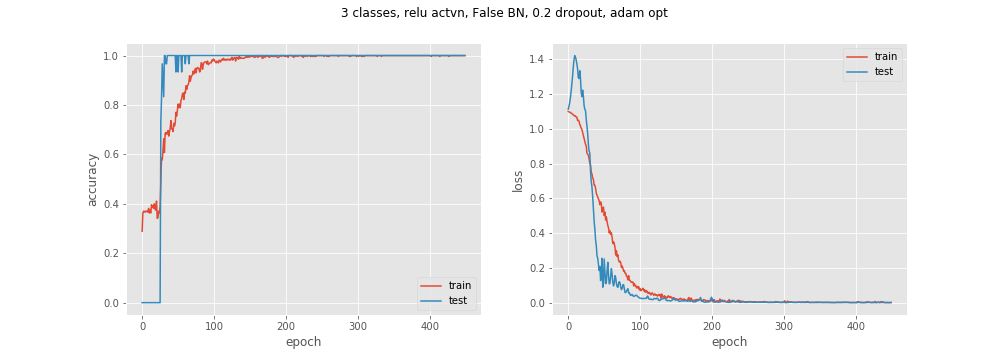 3 classes, relu actvn, False BN, 0.2 dropout, adam opt
1.0
0.8
0.6
0.4
0.2
0.0
accuracy
0 100 200 300 400
epoch
train
test
1.4
1.2
1.0
0.8
0.6
0.4
0.2
0.0
loss
0 100 200 300 400
epoch
train
test